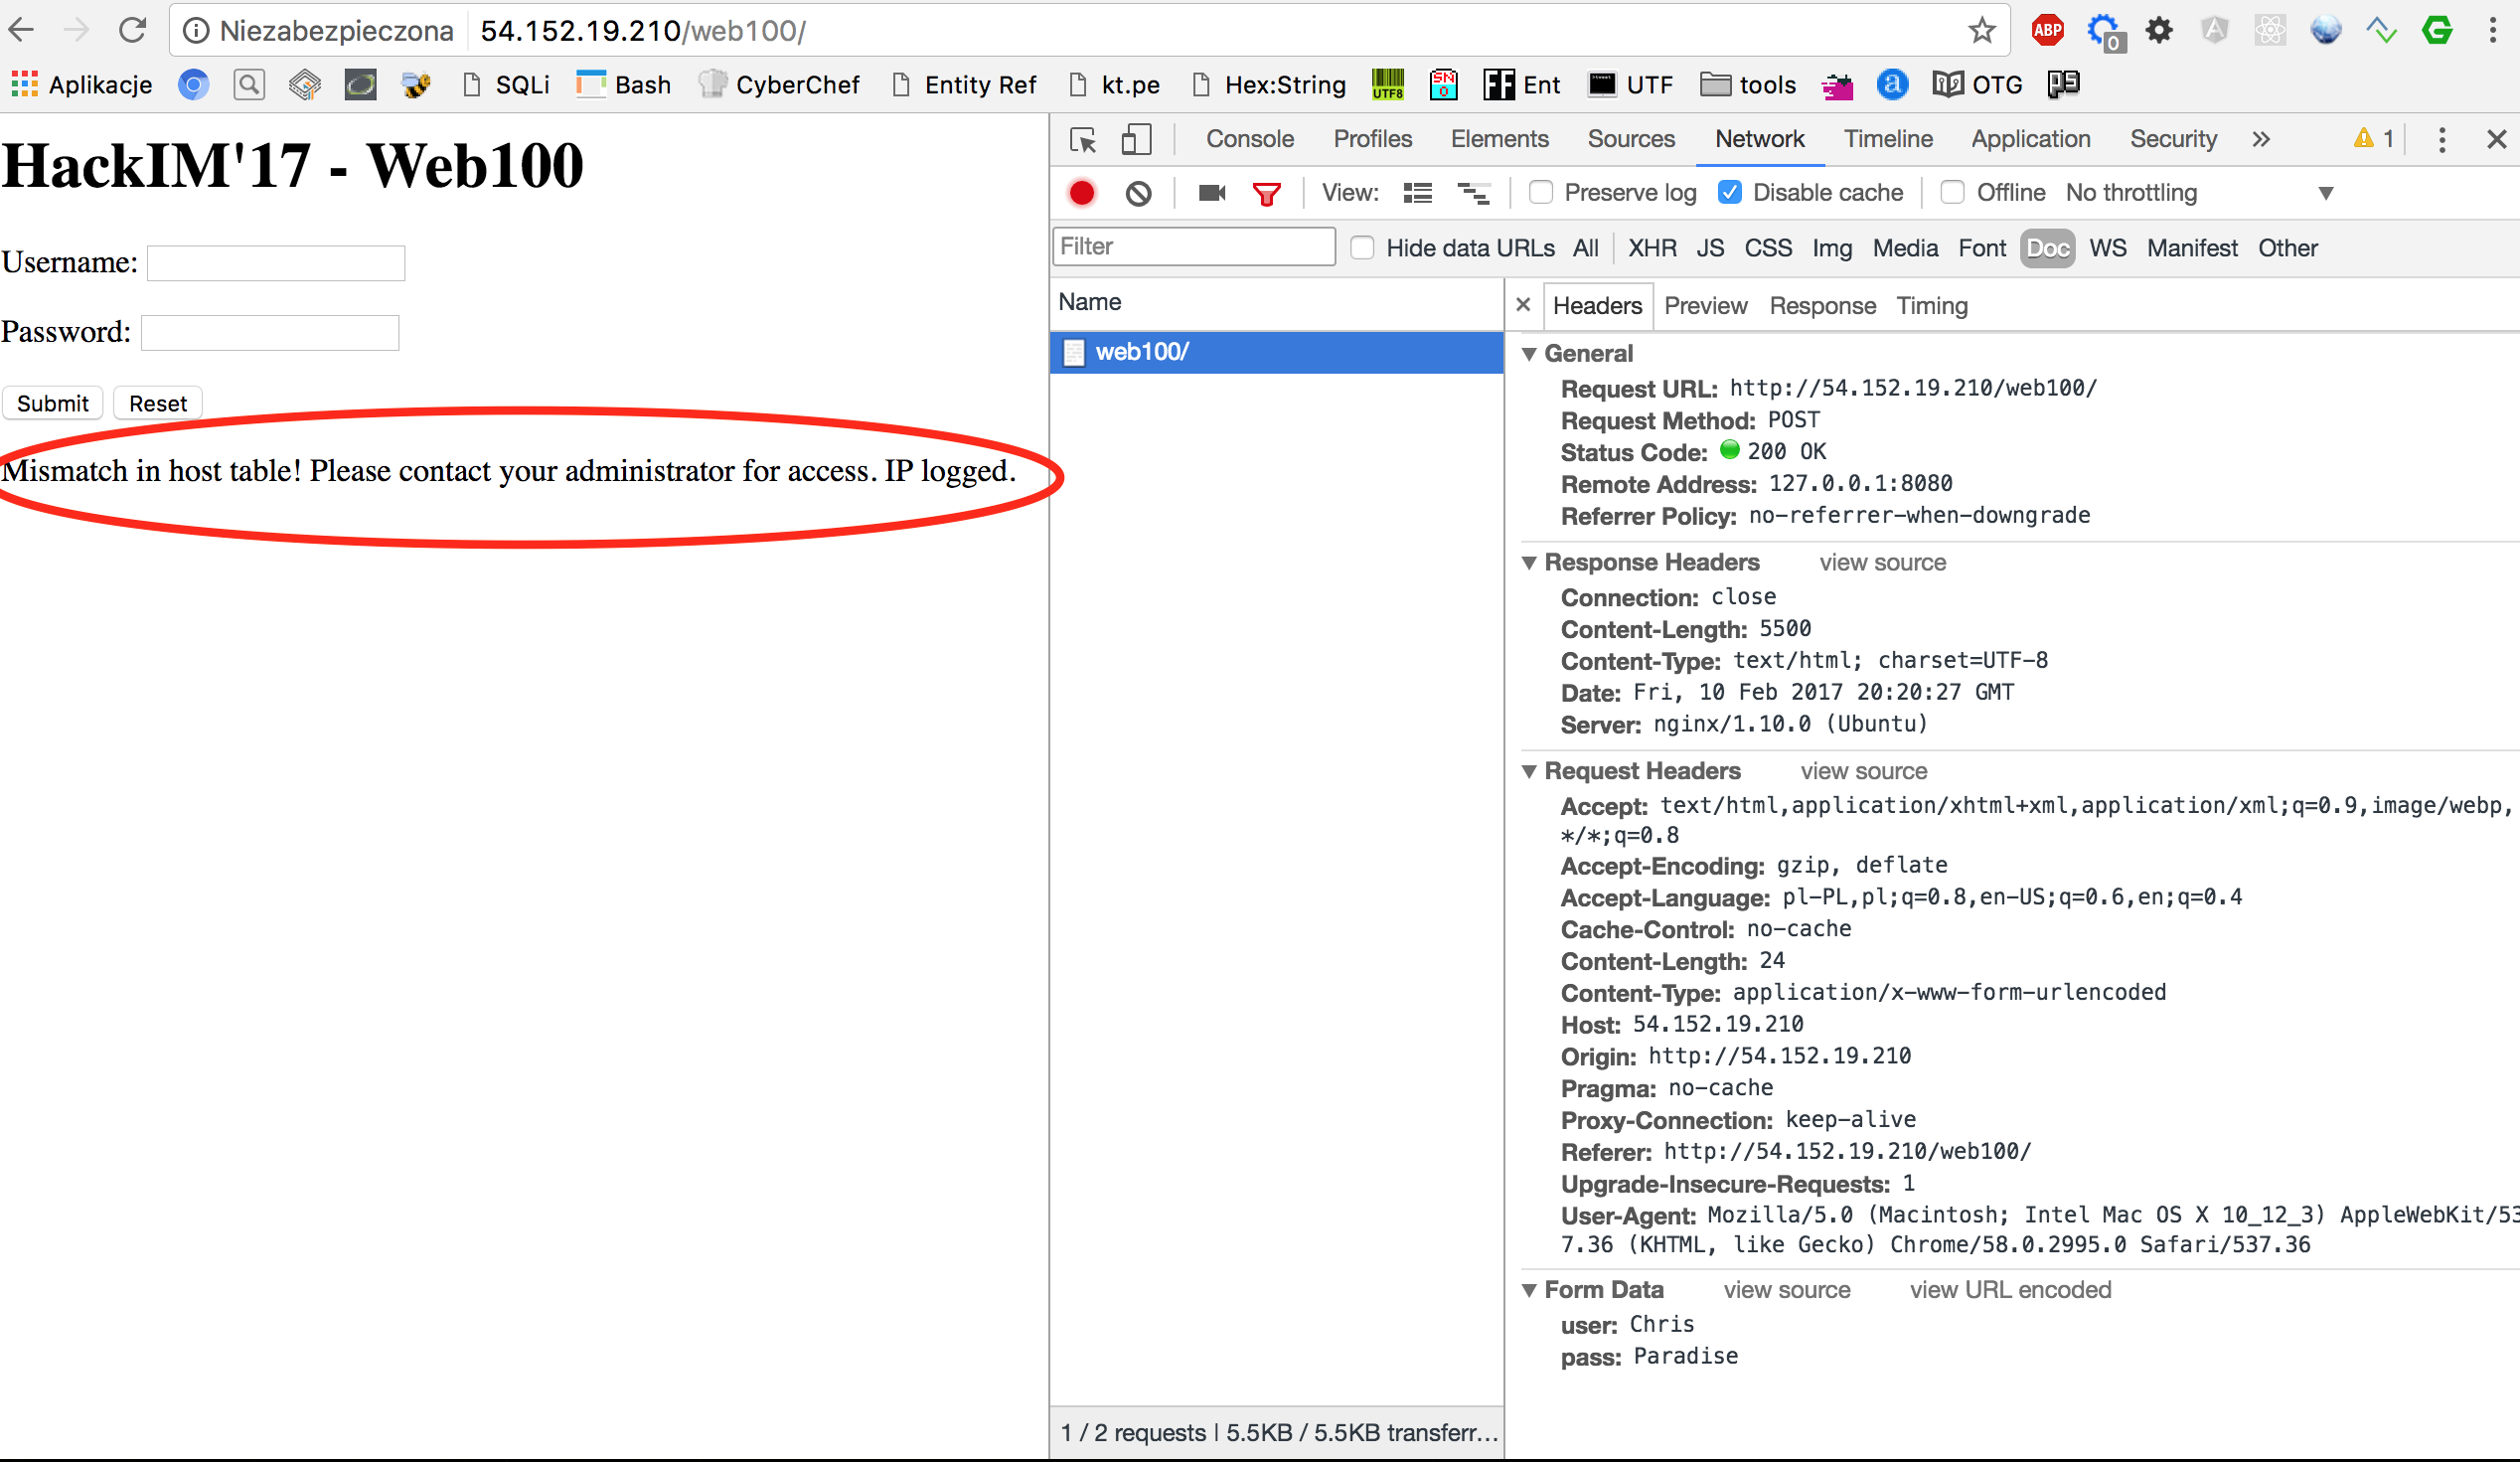 Niezabezpieczona 54.152.19.210/web100/
ABP 0
Aplikacje SQLi Bash CyberChef Entity Ref kt.pe Hex:String UTF8 SN 0 FF Ent UTF tools a OTG
HackIM'17 - Web100
Username:
Password:
Submit Reset
Mismatch in host table! Please contact your administrator for access. IP logged.
Console Profiles Elements Sources Network Timeline Application Security » 1
View: Preserve log Disable cache Offline No throttling
Filter Hide data URLs All XHR JS CSS Img Media Font Doc WS Manifest Other
Name
web100/
1 / 2 requests | 5.5KB / 5.5KB transferr...
× Headers Preview Response Timing
General
Request URL: http://54.152.19.210/web100/
Request Method: POST
Status Code: 200 OK
Remote Address: 127.0.0.1:8080
Referrer Policy: no-referrer-when-downgrade
Response Headers view source
Connection: close
Content-Length: 5500
Content-Type: text/html; charset=UTF-8
Date: Fri, 10 Feb 2017 20:20:27 GMT
Server: nginx/1.10.0 (Ubuntu)
Request Headers view source
Accept: text/html,application/xhtml+xml,application/xml;q=0.9,image/webp,
*/*;q=0.8
Accept-Encoding: gzip, deflate
Accept-Language: pl-PL,pl;q=0.8,en-US;q=0.6,en;q=0.4
Cache-Control: no-cache
Content-Length: 24
Content-Type: application/x-www-form-urlencoded
Host: 54.152.19.210
Origin: http://54.152.19.210
Pragma: no-cache
Proxy-Connection: keep-alive
Referer: http://54.152.19.210/web100/
Upgrade-Insecure-Requests: 1
User-Agent: Mozilla/5.0 (Macintosh; Intel Mac OS X 10_12_3) AppleWebKit/53
7.36 (KHTML, like Gecko) Chrome/58.0.2995.0 Safari/537.36
Form Data view source view URL encoded
user: Chris
pass: Paradise